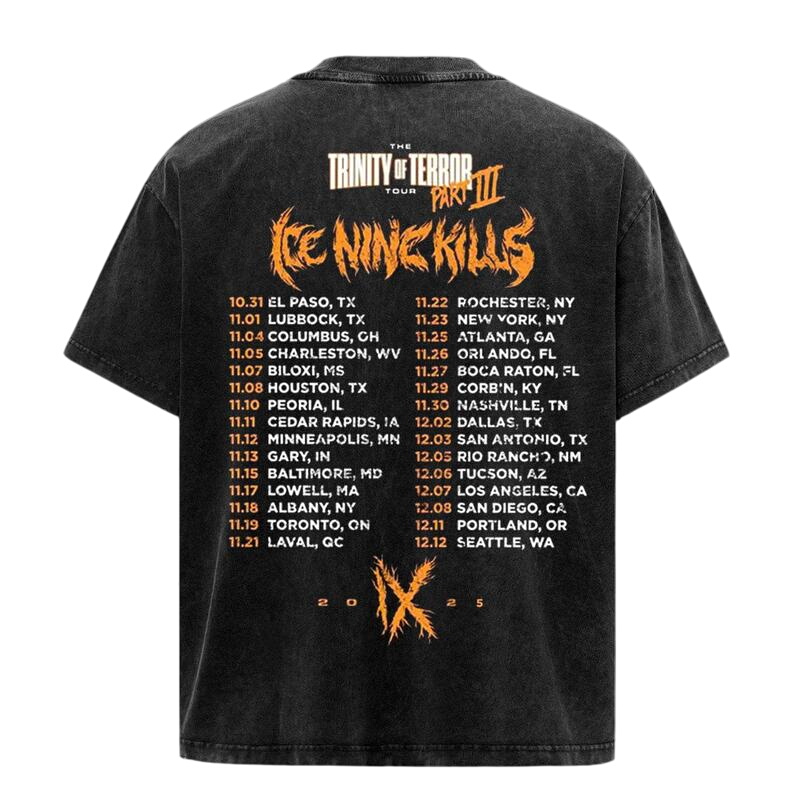 THE
TRINITY OF TERROR
TOUR
PART III
ICE NINE KILLS
10.31 EL PASO, TX
11.01 LUBBOCK, TX
11.04 COLUMBUS, OH
11.05 CHARLESTON, WV
11.07 BILOXI, MS
11.08 HOUSTON, TX
11.10 PEORIA, IL
11.11 CEDAR RAPIDS, IA
11.12 MINNEAPOLIS, MN
11.13 GARY, IN
11.15 BALTIMORE, MD
11.17 LOWELL, MA
11.18 ALBANY, NY
11.19 TORONTO, ON
11.21 LAVAL, QC
11.22 ROCHESTER, NY
11.23 NEW YORK, NY
11.25 ATLANTA, GA
11.26 ORLANDO, FL
11.27 BOCA RATON, FL
11.29 CORBIN, KY
11.30 NASHVILLE, TN
12.02 DALLAS, TX
12.03 SAN ANTONIO, TX
12.05 RIO RANCHO, NM
12.06 TUCSON, AZ
12.07 LOS ANGELES, CA
12.08 SAN DIEGO, CA
12.11 PORTLAND, OR
12.12 SEATTLE, WA
20 IX 25